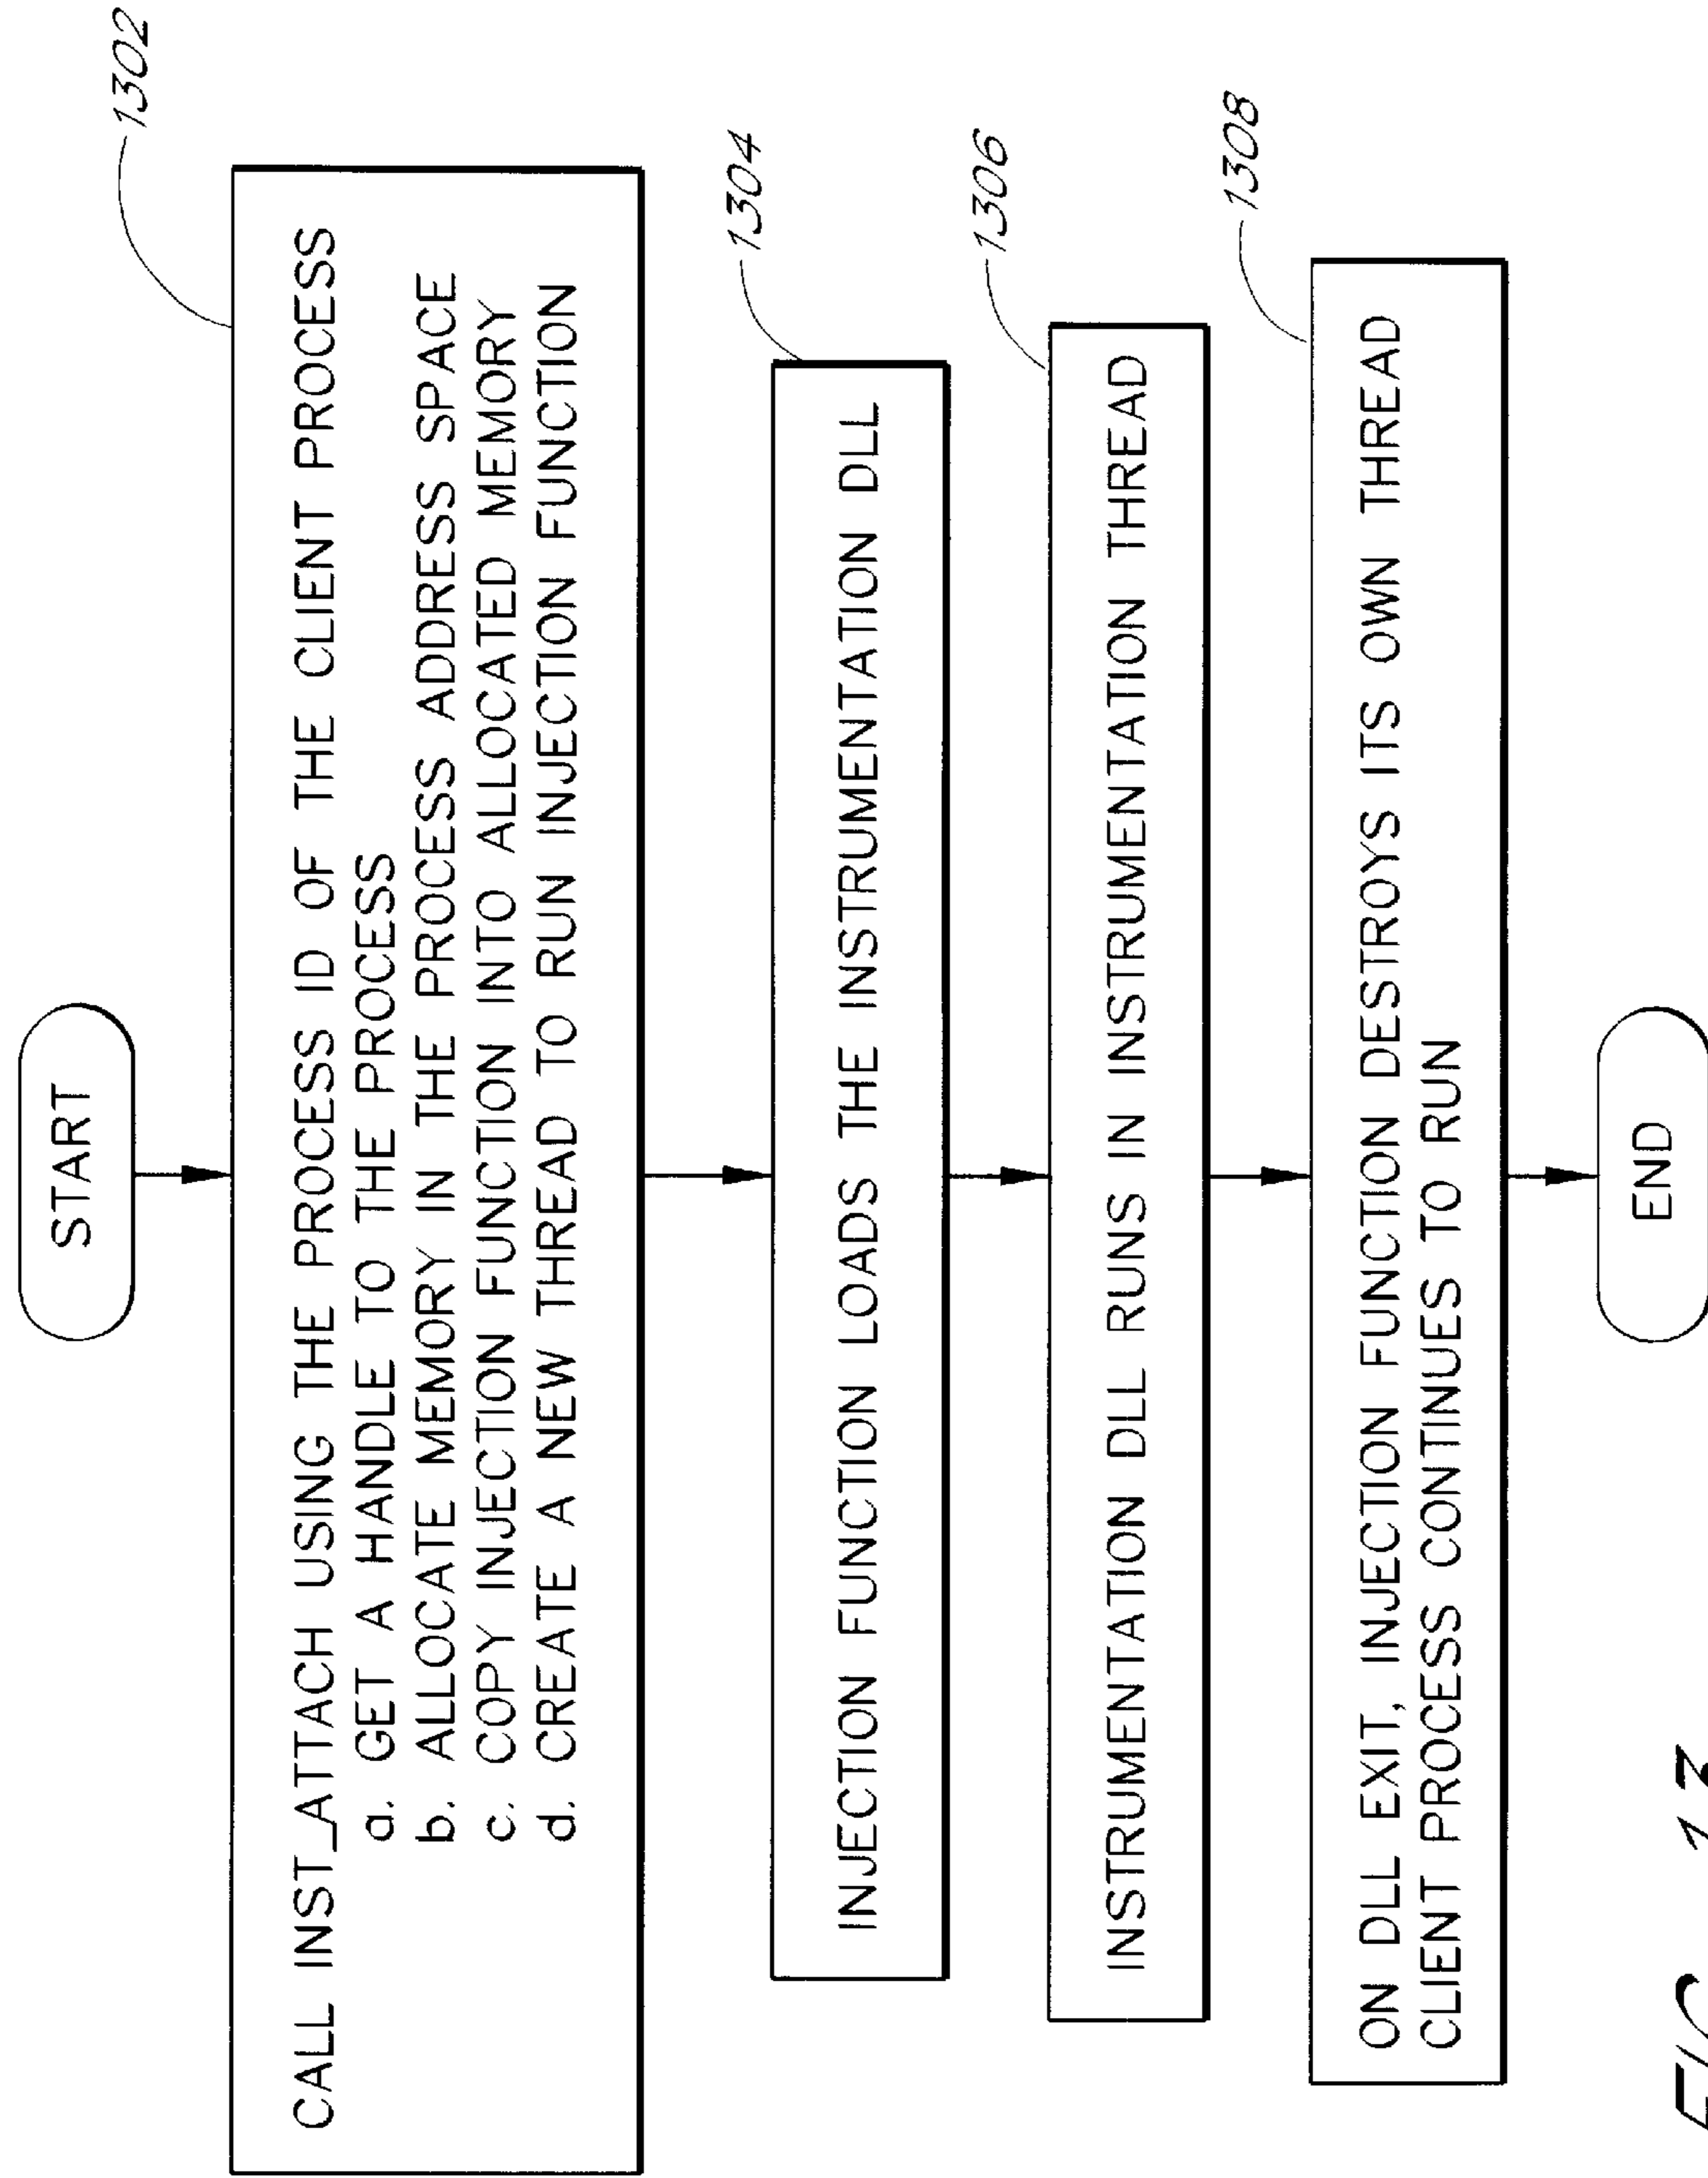 START
1302
CALL INST_ATTACH USING THE PROCESS ID OF THE CLIENT PROCESS
a. GET A HANDLE TO THE PROCESS
b. ALLOCATE MEMORY IN THE PROCESS ADDRESS SPACE
c. COPY INJECTION FUNCTION INTO ALLOCATED MEMORY
d. CREATE A NEW THREAD TO RUN INJECTION FUNCTION
1304
INJECTION FUNCTION LOADS THE INSTRUMENTATION DLL
1306
INSTRUMENTATION DLL RUNS IN INSTRUMENTATION THREAD
1308
ON DLL EXIT, INJECTION FUNCTION DESTROYS ITS OWN THREAD
CLIENT PROCESS CONTINUES TO RUN
END
FIG. 13